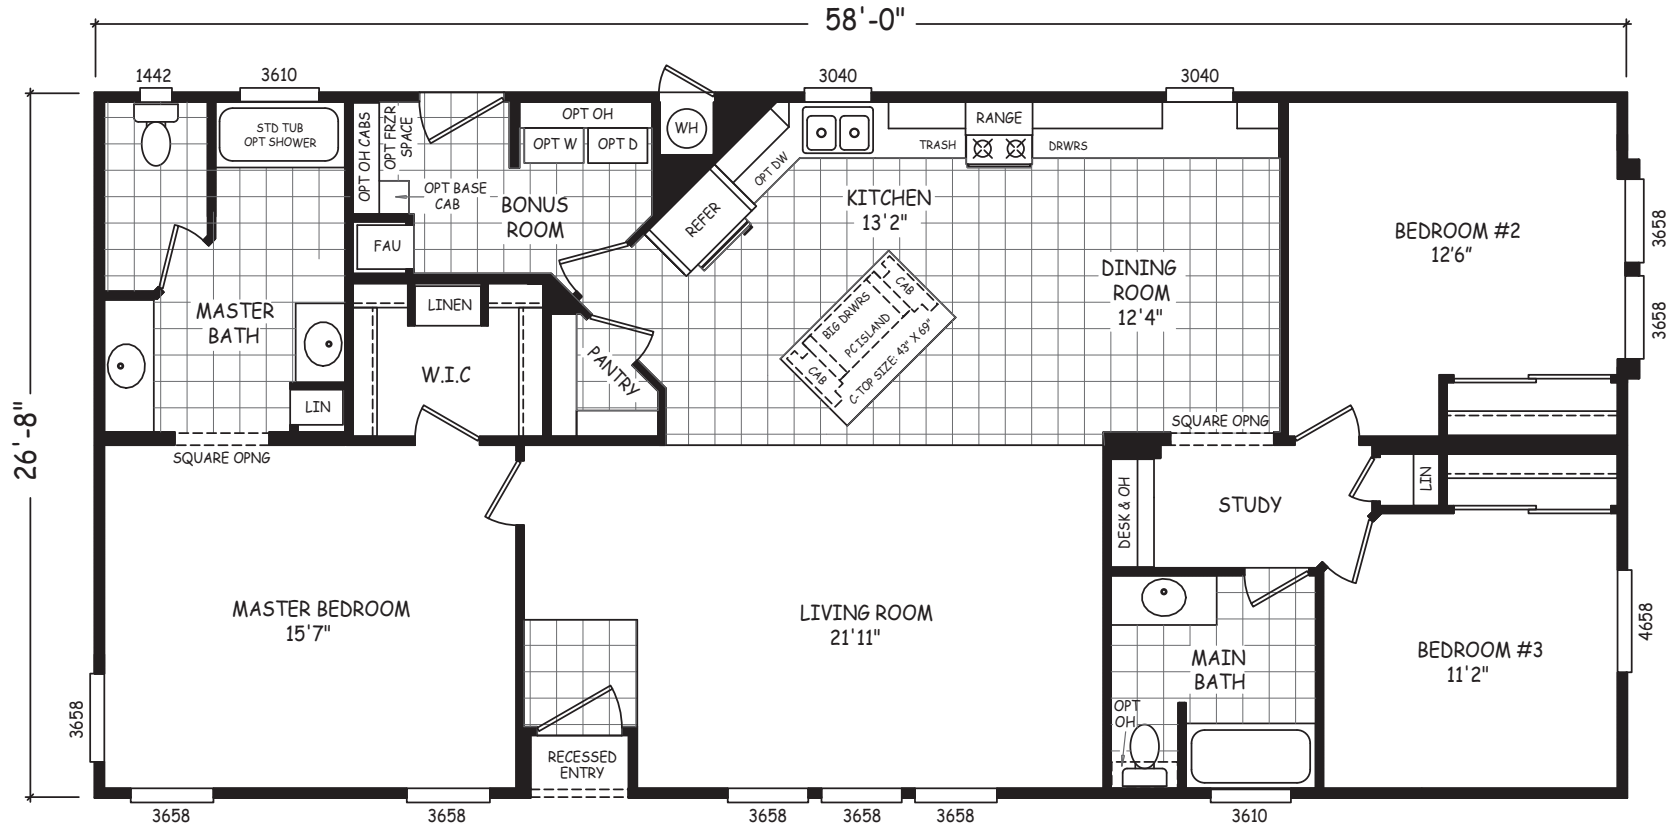 58'-0"
1442
3610
3040
3040
STD TUB
OPT SHOWER
OPT OH CABS
OPT FRZR
SPACE
OPT OH
OPT W
OPT D
WH
OPT BASE
CAB
BONUS
ROOM
FAU
OPT DW
REFER
TRASH
RANGE
DRWRS
KITCHEN
13'2"
DINING
ROOM
12'4"
BEDROOM #2
12'6"
3658
3658
MASTER
BATH
LINEN
W.I.C
LIN
PANTRY
CAB
BIG DRWRS
PC ISLAND
CAB
C-TOP SIZE: 43" X 69"
26'-8"
SQUARE OPNG
SQUARE OPNG
DESK & OH
STUDY
LIN
MASTER BEDROOM
15'7"
LIVING ROOM
21'11"
MAIN
BATH
OPT
OH
BEDROOM #3
11'2"
4658
3658
RECESSED
ENTRY
3658
3658
3658
3658
3658
3610